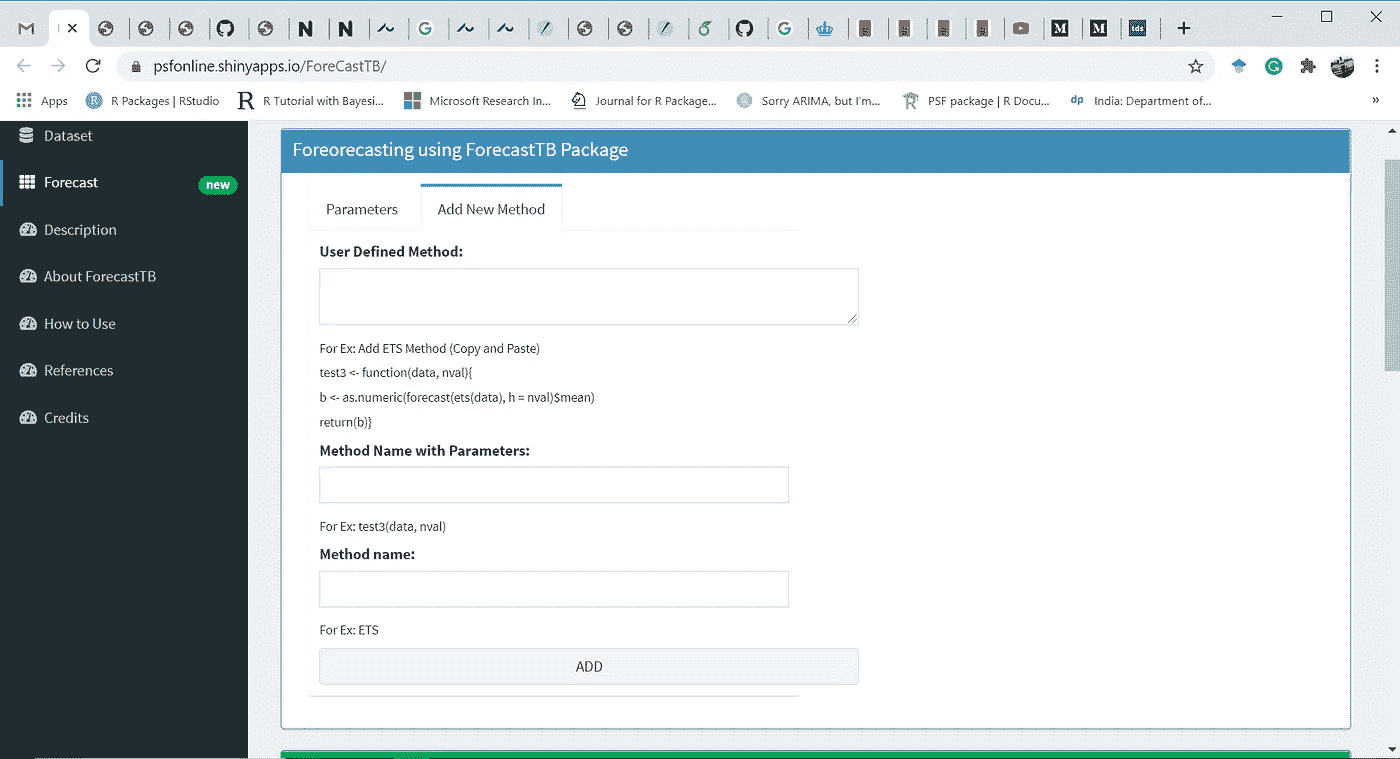 psfonline.shinyapps.io/ForeCastTB/
Apps
R Packages | RStudio
R Tutorial with Bayesi...
Microsoft Research In...
Journal for R Package...
Sorry ARIMA, but I'm...
PSF package | R Docu...
dp
India: Department of...
»
Dataset
Forecast
new
Description
About ForecastTB
How to Use
References
Credits
Foreorecasting using ForecastTB Package
Parameters
Add New Method
User Defined Method:
For Ex: Add ETS Method (Copy and Paste)
test3 <- function(data, nval){
b <- as.numeric(forecast(ets(data), h = nval)$mean)
return(b)}
Method Name with Parameters:
For Ex: test3(data, nval)
Method name:
For Ex: ETS
ADD